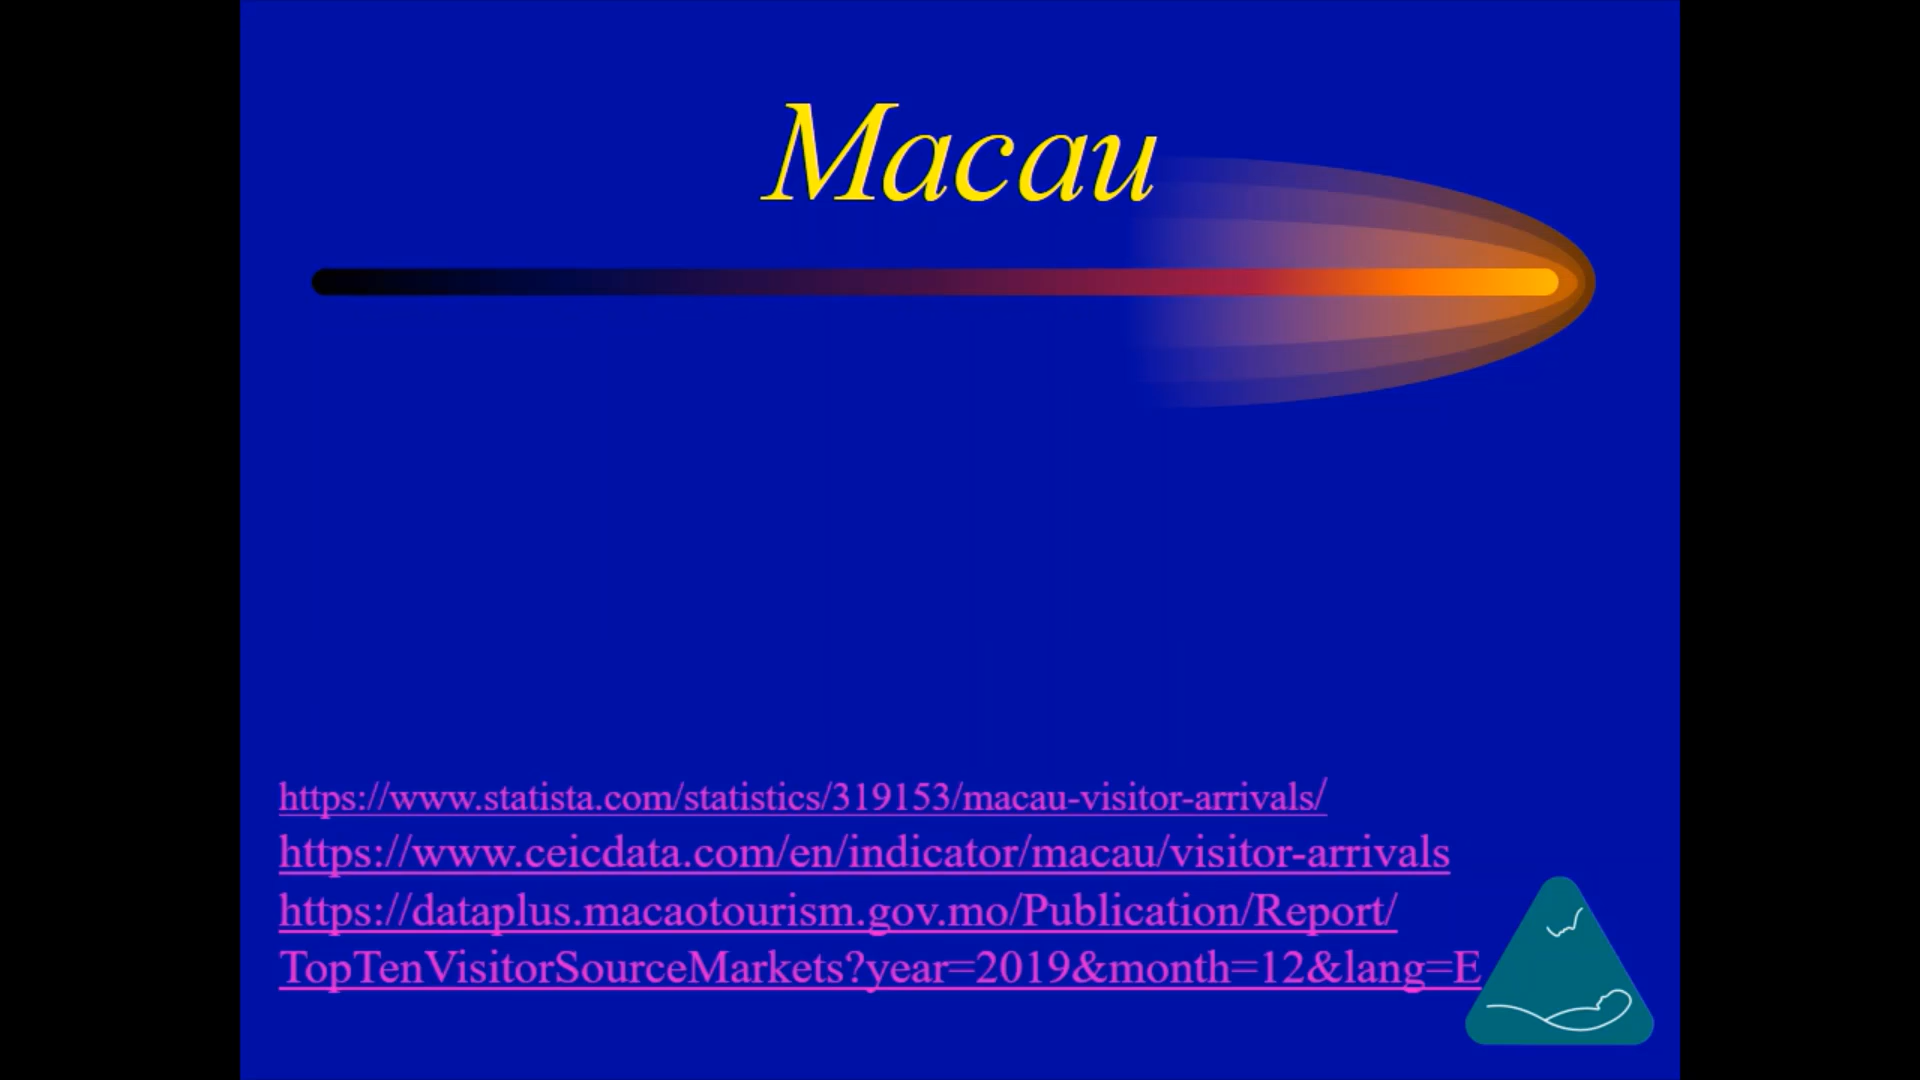 Macau
https://www.statista.com/statistics/319153/macau-visitor-arrivals/
https://www.ceicdata.com/en/indicator/macau/visitor-arrivals
https://dataplus.macaotourism.gov.mo/Publication/Report/
TopTenVisitorSourceMarkets?year=2019&month=12&lang=E